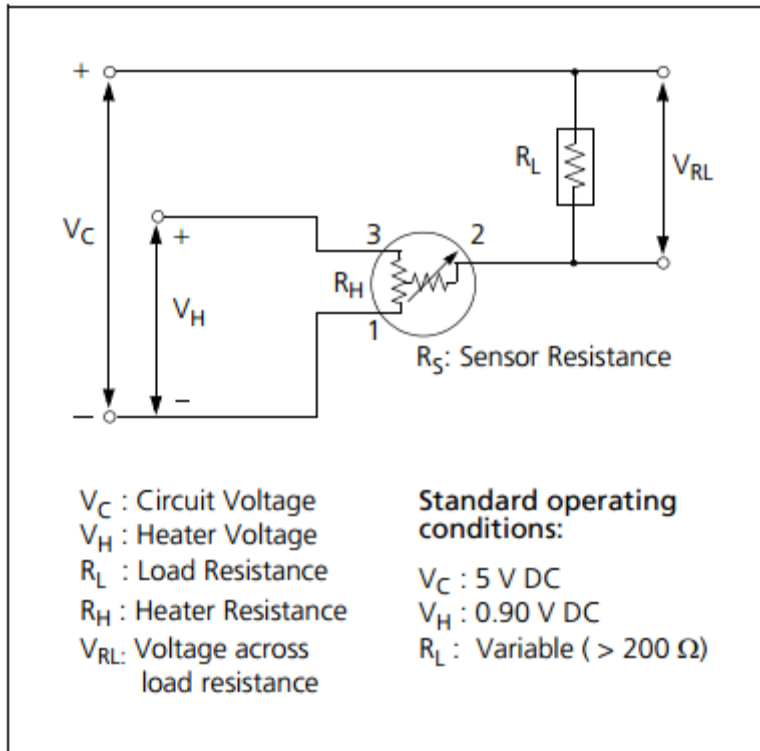 +
V_C
+
V_H
−
−
3
2
R_H
1
R_L
V_RL
R_S: Sensor Resistance
V_C : Circuit Voltage
V_H : Heater Voltage
R_L : Load Resistance
R_H : Heater Resistance
V_RL: Voltage across
load resistance
Standard operating
conditions:
V_C : 5 V DC
V_H : 0.90 V DC
R_L : Variable ( > 200 Ω)